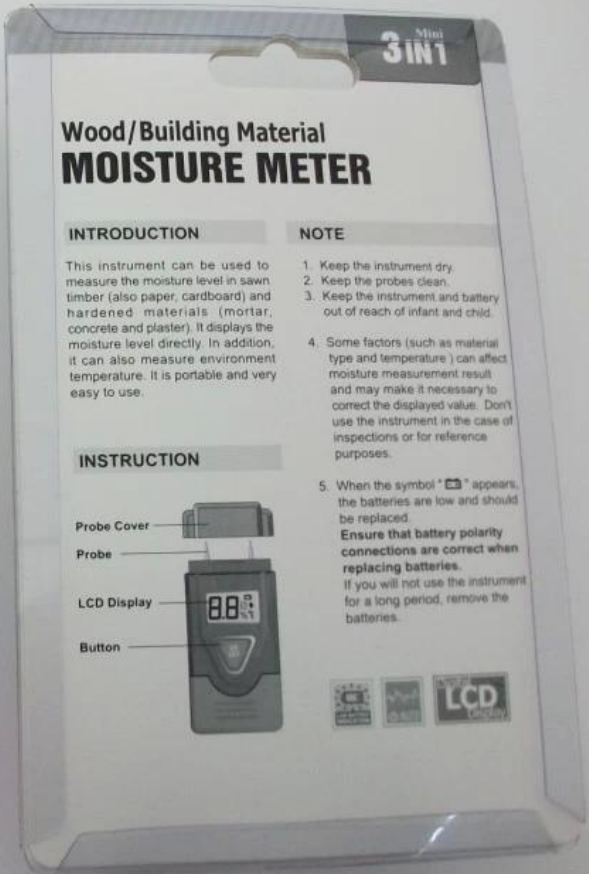 Mini
3 IN 1
Wood/Building Material
MOISTURE METER
INTRODUCTION
This instrument can be used to
measure the moisture level in sawn
timber (also paper, cardboard) and
hardened materials (mortar,
concrete and plaster). It displays the
moisture level directly. In addition,
it can also measure environment
temperature. It is portable and very
easy to use.
INSTRUCTION
Probe Cover
Probe
LCD Display
Button
8.8
NOTE
1. Keep the instrument dry.
2. Keep the probes clean.
3. Keep the instrument and battery
out of reach of infant and child.
4. Some factors (such as material
type and temperature ) can affect
moisture measurement result
and may make it necessary to
correct the displayed value. Don't
use the instrument in the case of
inspections or for reference
purposes.
5. When the symbol " " appears,
the batteries are low and should
be replaced.
Ensure that battery polarity
connections are correct when
replacing batteries.
If you will not use the instrument
for a long period, remove the
batteries.
Digital
LCD
Display